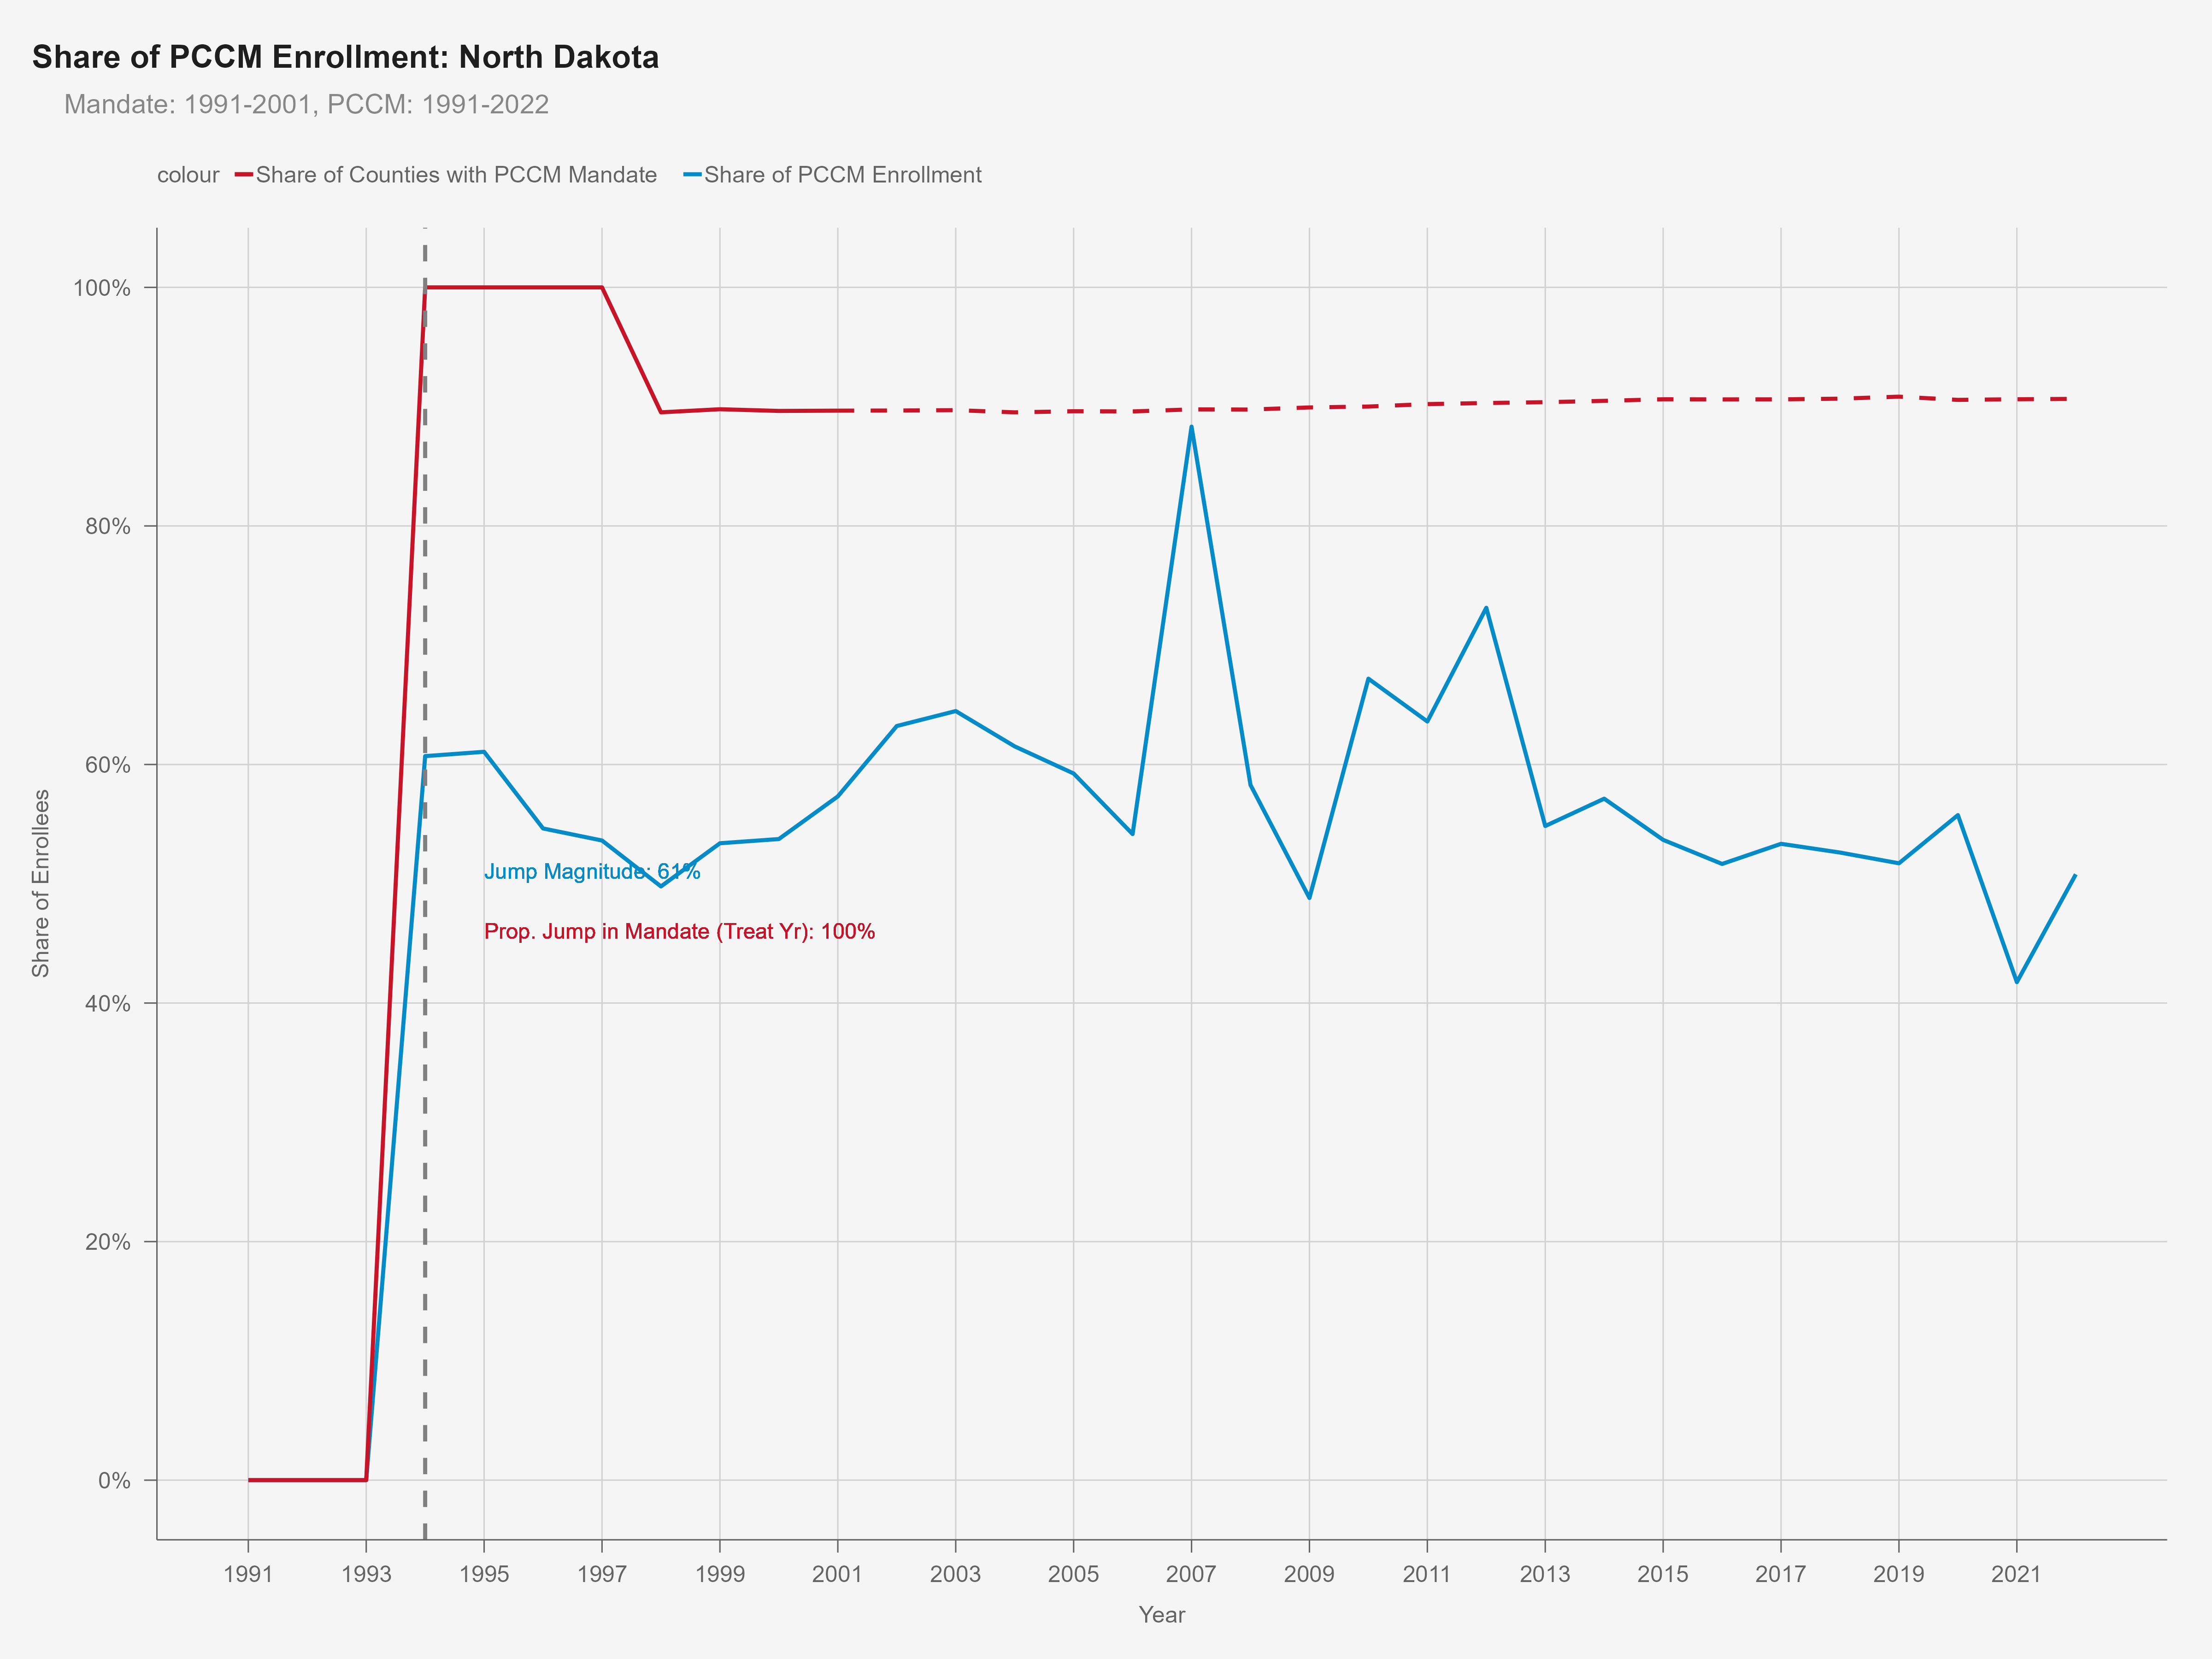 Share of PCCM Enrollment: North Dakota
Mandate: 1991-2001, PCCM: 1991-2022
colour Share of Counties with PCCM Mandate Share of PCCM Enrollment
100%
80%
60%
40%
20%
0%
Share of Enrollees
Jump Magnitude: 61%
Prop. Jump in Mandate (Treat Yr): 100%
1991 1993 1995 1997 1999 2001 2003 2005 2007 2009 2011 2013 2015 2017 2019 2021
Year